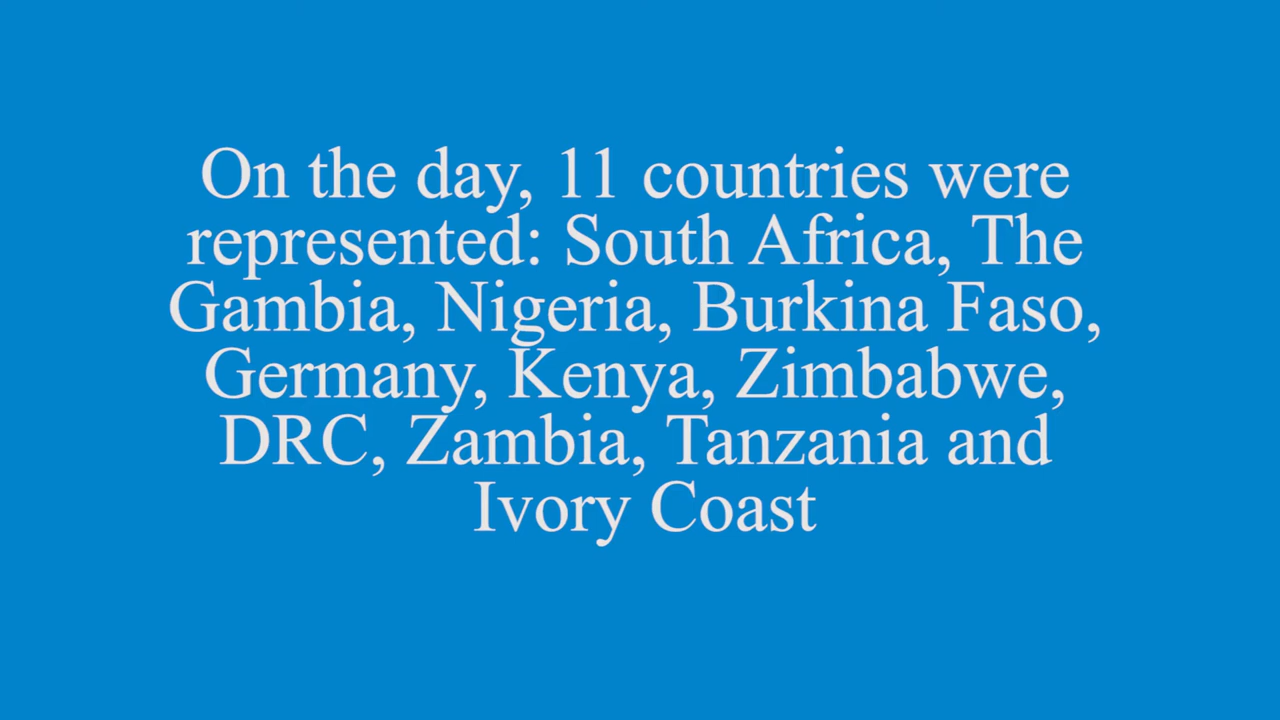 On the day, 11 countries were
represented: South Africa, The
Gambia, Nigeria, Burkina Faso,
Germany, Kenya, Zimbabwe,
DRC, Zambia, Tanzania and
Ivory Coast